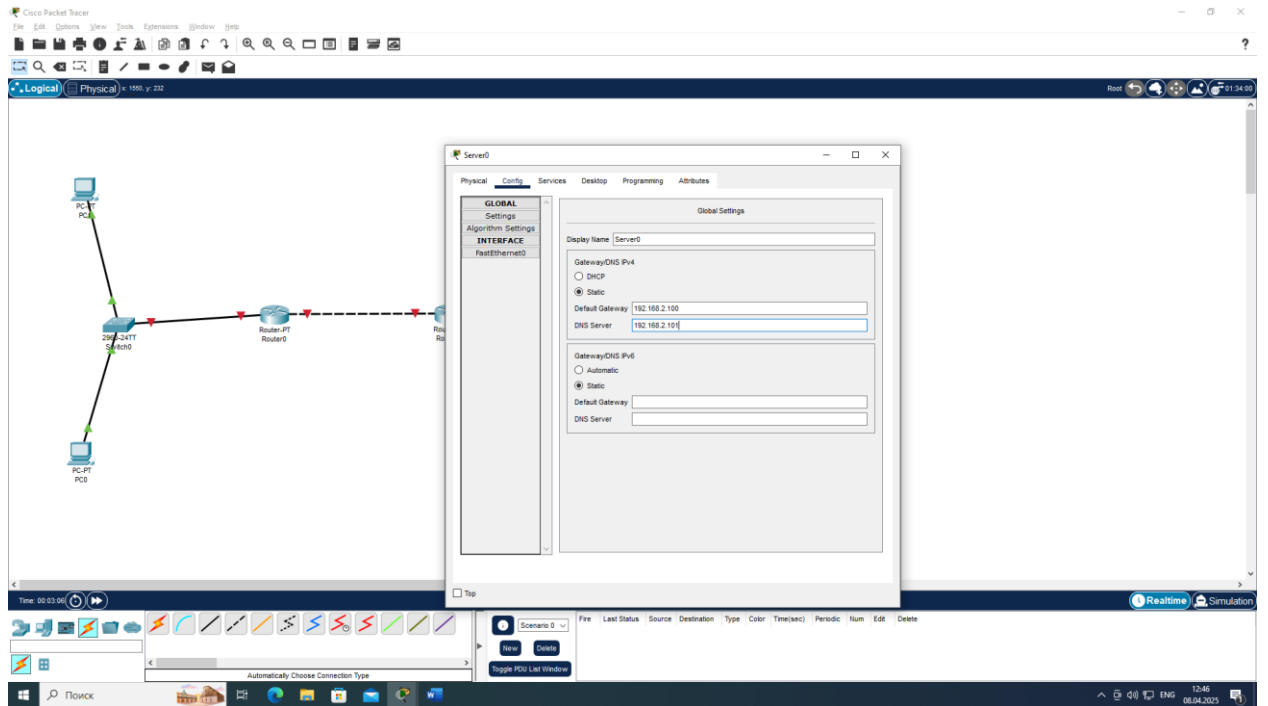 Cisco Packet Tracer
File Edit Options View Tools Extensions Window Help
?
Logical Physical x: 1550, y: 232
Root 01:34:00
Server0
Physical Config Services Desktop Programming Attributes
GLOBAL
Settings
Algorithm Settings
INTERFACE
FastEthernet0
Global Settings
Display Name Server0
Gateway/DNS IPv4
DHCP
Static
Default Gateway 192.168.2.100
DNS Server 192.168.2.101
Gateway/DNS IPv6
Automatic
Static
Default Gateway
DNS Server
Top
PC-PT
Router-PT
Router0
2960-24TT
Switch0
PC-PT
PC0
Time: 00:03:06
Realtime Simulation
Scenario 0
New Delete
Toggle PDU List Window
Fire Last Status Source Destination Type Color Time(sec) Periodic Num Edit Delete
Automatically Choose Connection Type
Поиск
ENG
12:46
08.04.2025